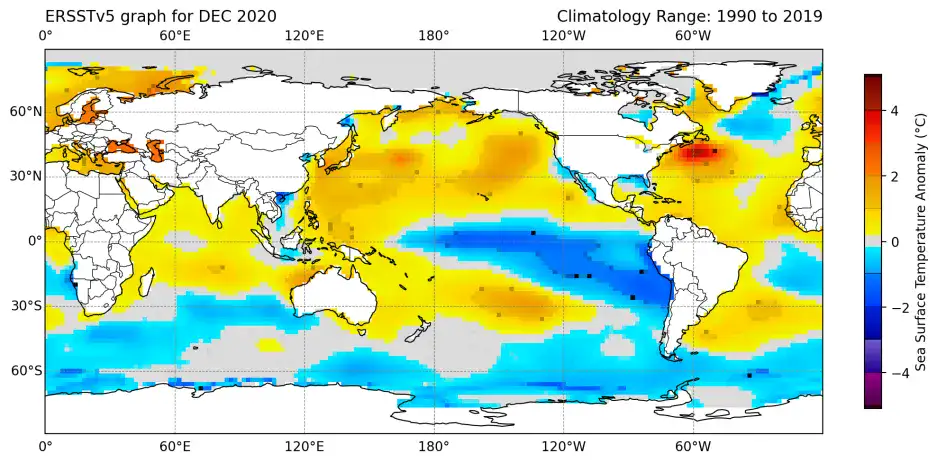 ERSSTv5 graph for DEC 2020
Climatology Range: 1990 to 2019
0° 60°E 120°E 180° 120°W 60°W
60°N
30°N
0°
30°S
60°S
0° 60°E 120°E 180° 120°W 60°W
4
2
0
−2
−4
Sea Surface Temperature Anomaly (°C)